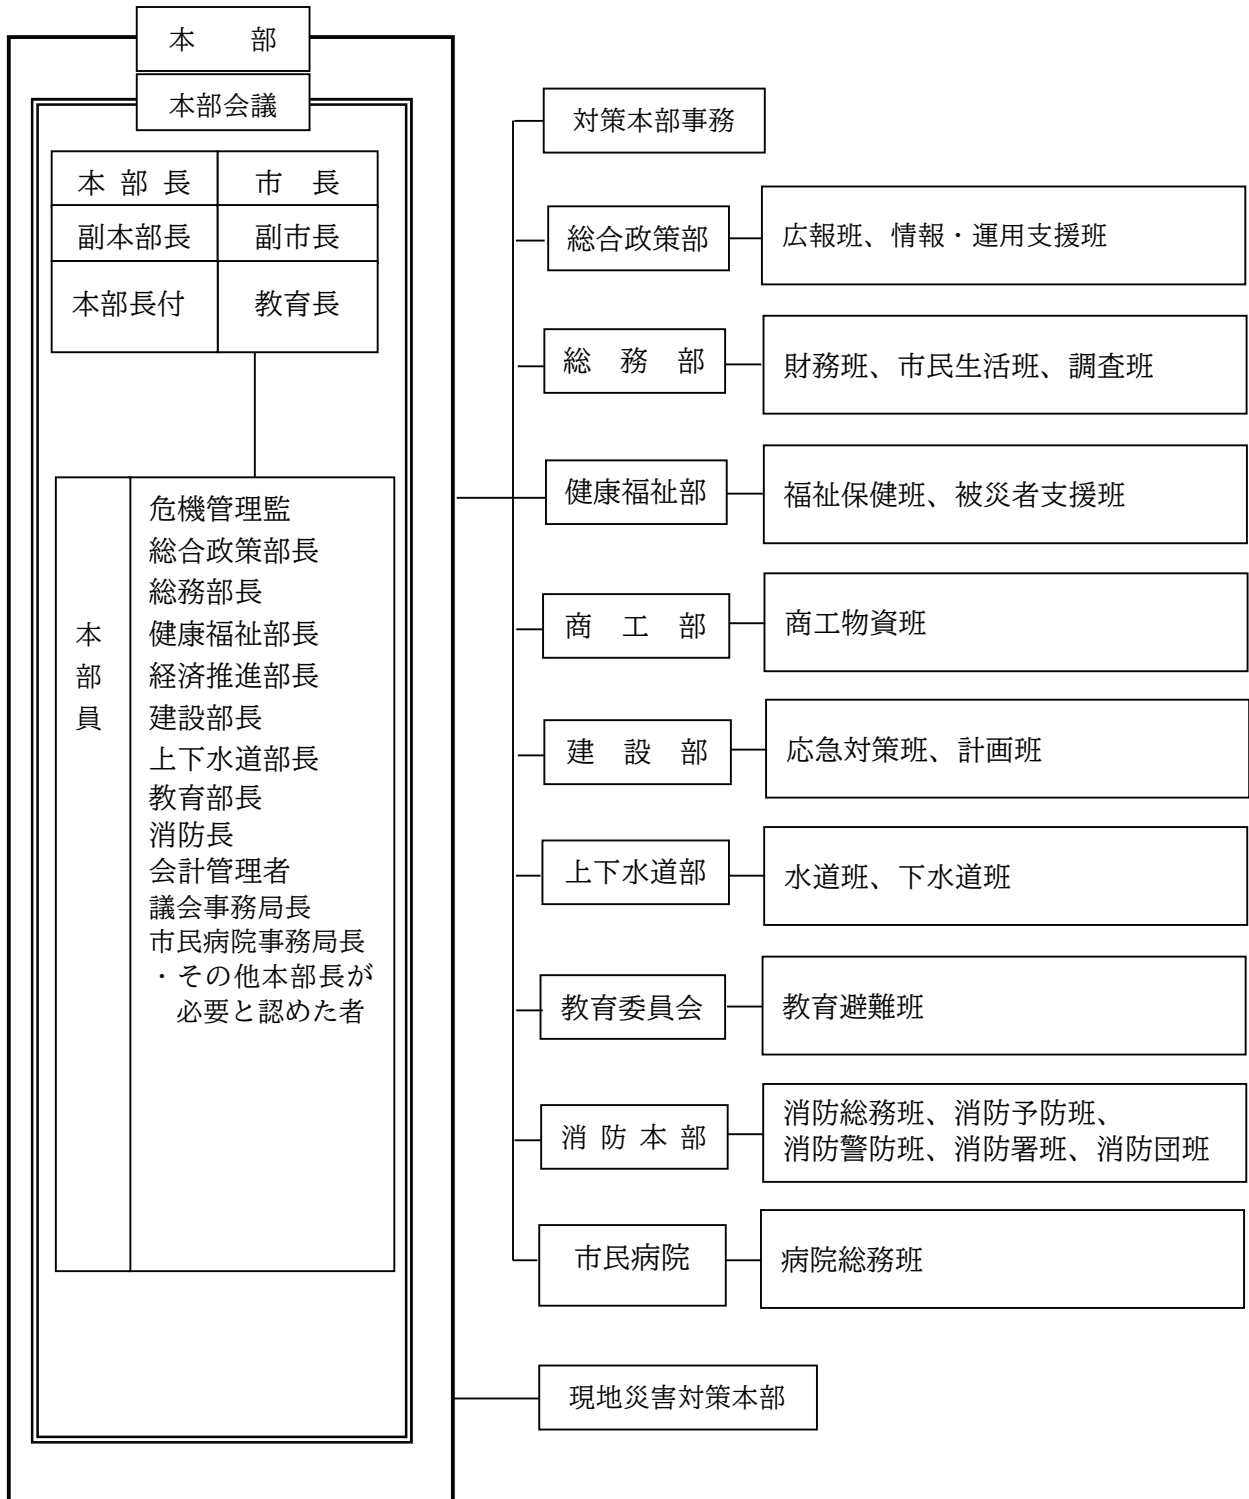 本　　部
本部会議
本 部 長　市　長
副本部長　副市長
本部長付　教育長
本部員
危機管理監
総合政策部長
総務部長
健康福祉部長
経済推進部長
建設部長
上下水道部長
教育部長
消防長
会計管理者
議会事務局長
市民病院事務局長
・その他本部長が
必要と認めた者
対策本部事務
総合政策部
広報班、情報・運用支援班
総　務　部
財務班、市民生活班、調査班
健康福祉部
福祉保健班、被災者支援班
商　工　部
商工物資班
建　設　部
応急対策班、計画班
上下水道部
水道班、下水道班
教育委員会
教育避難班
消 防 本 部
消防総務班、消防予防班、
消防警防班、消防署班、消防団班
市民病院
病院総務班
現地災害対策本部